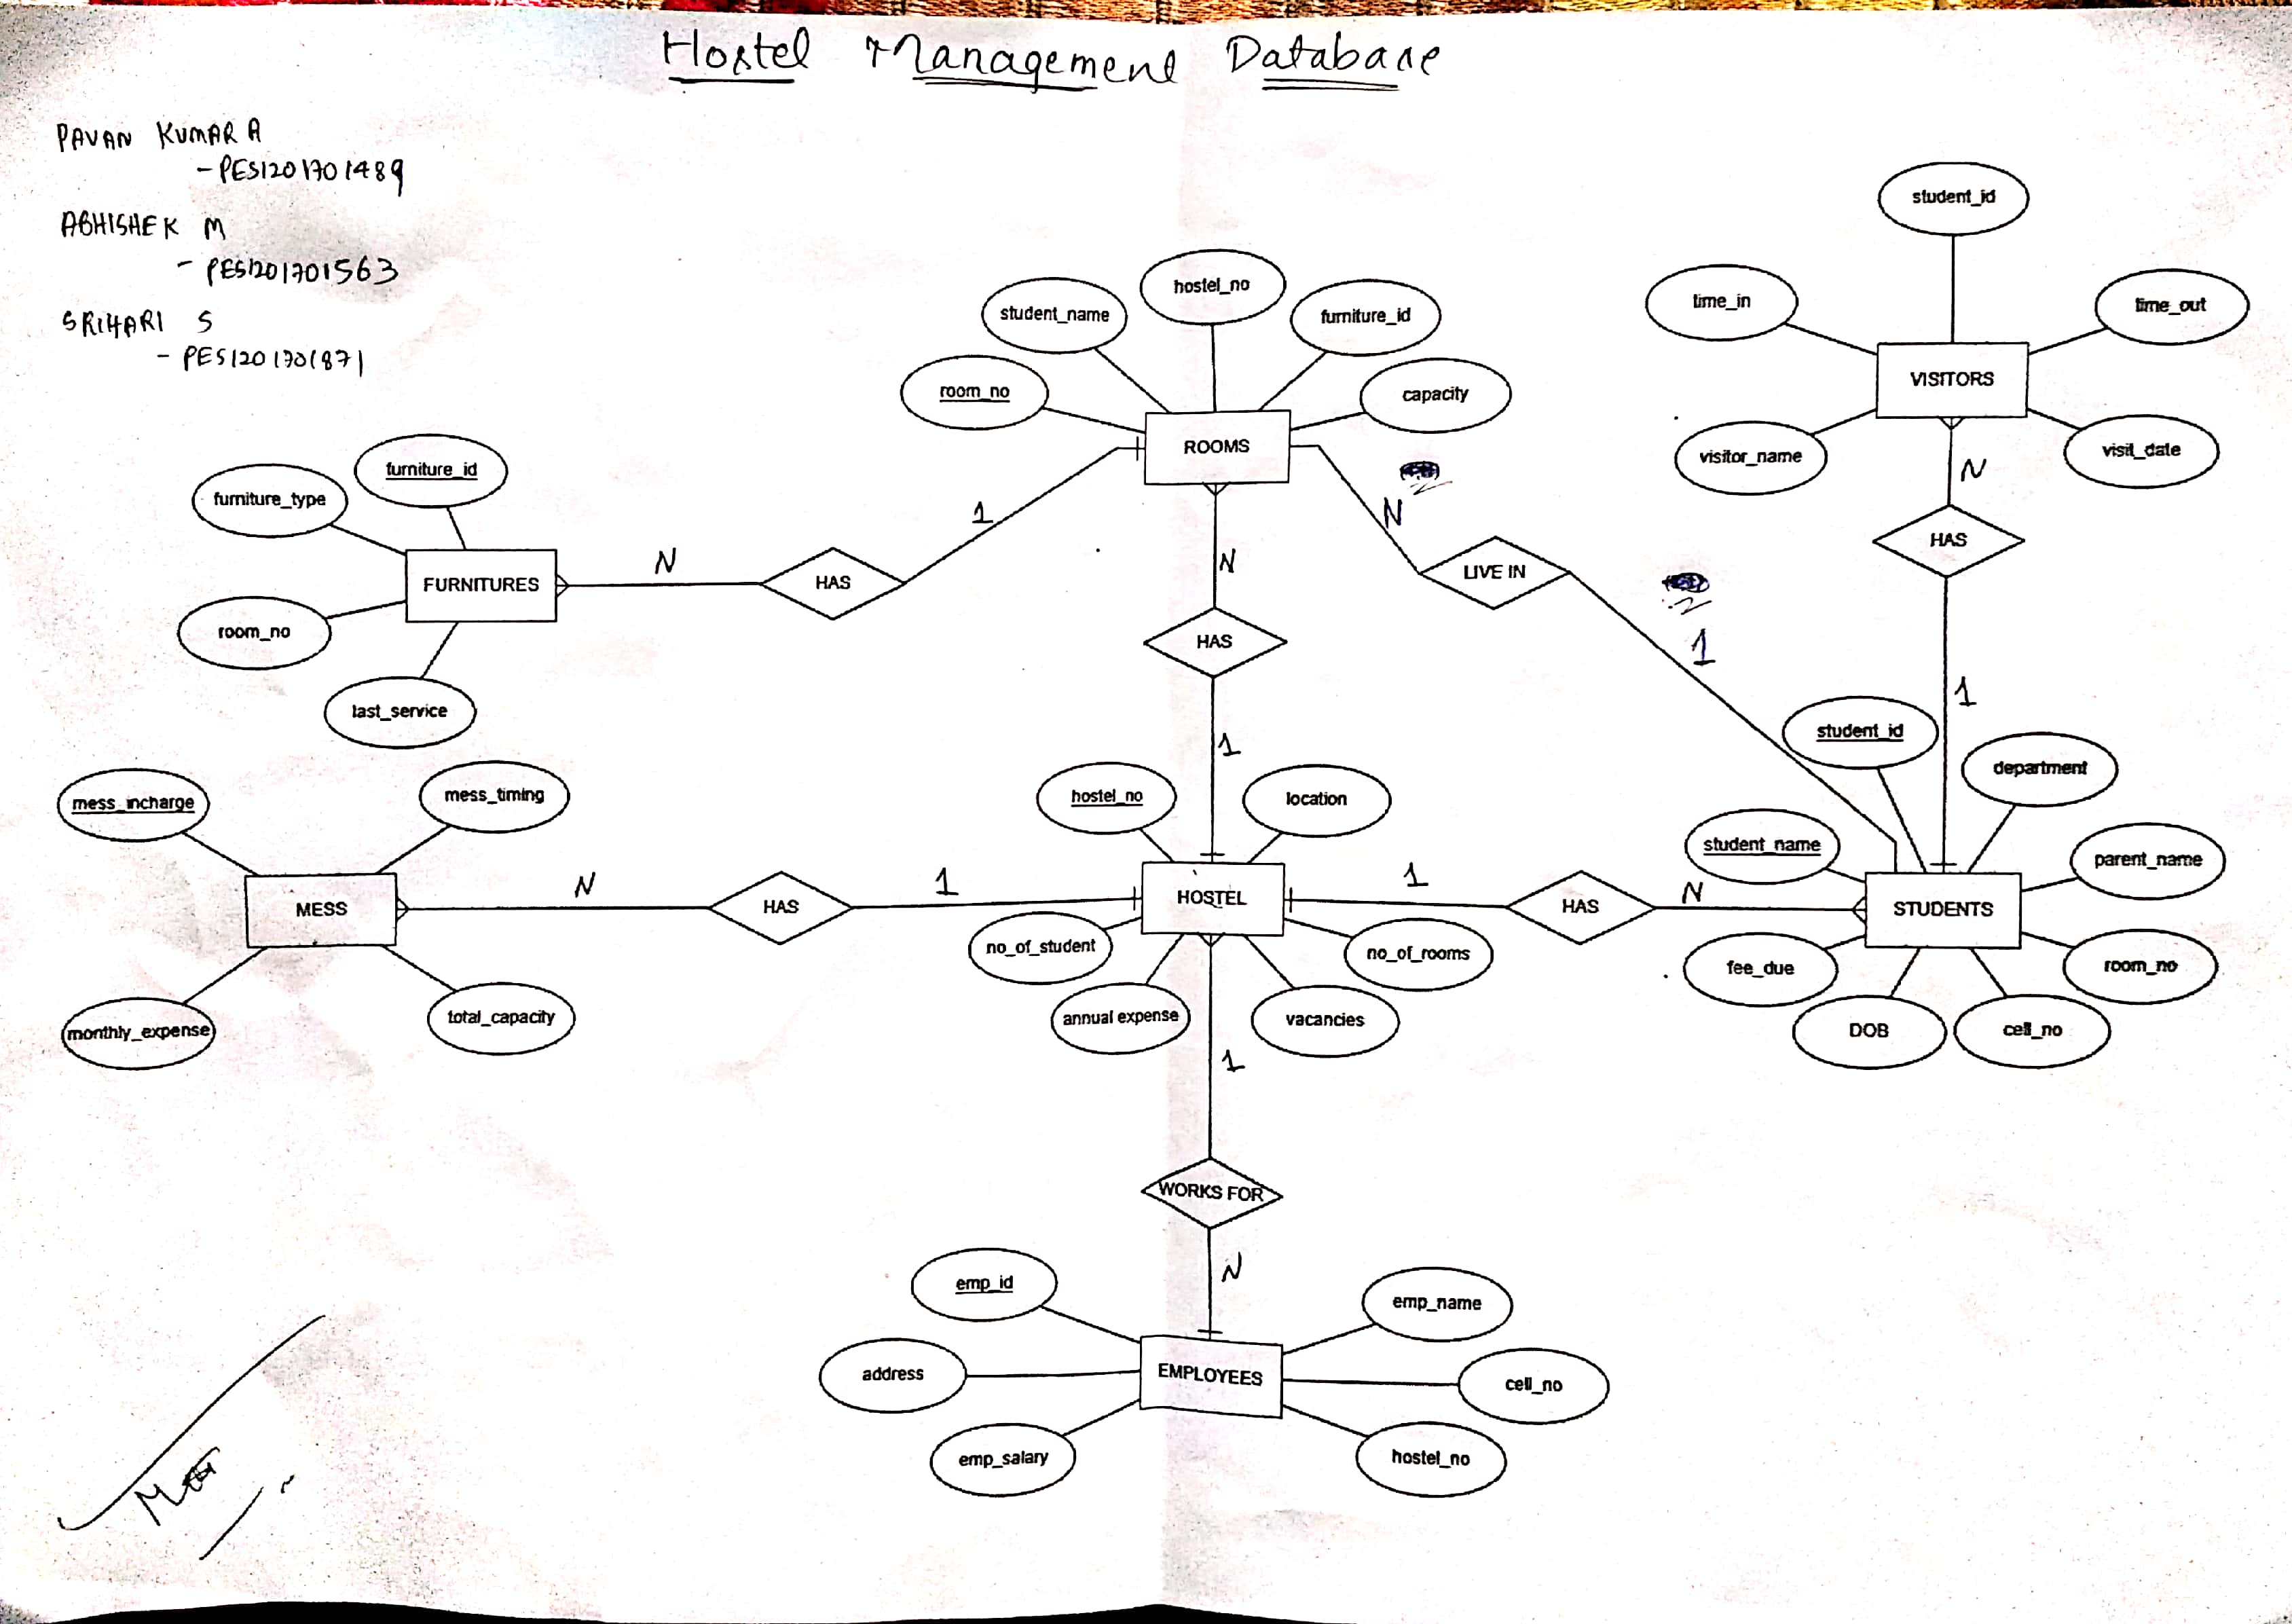 Hostel Management Database
PAVAN KUMAR A
- PES1201701489
ABHISHEK M
- PES1201701563
SRIHARI S
- PES1201701871
student_id
time_in
time_out
VISITORS
visitor_name
visit_date
N
HAS
1
hostel_no
student_name
furniture_id
room_no
capacity
ROOMS
1
N
LIVE IN
1
N
HAS
1
furniture_id
furniture_type
FURNITURES
N
HAS
room_no
last_service
mess_incharge
mess_timing
MESS
N
HAS
1
monthly_expense
total_capacity
hostel_no
location
HOSTEL
no_of_student
no_of_rooms
annual expense
vacancies
1
HAS
N
student_id
department
student_name
parent_name
STUDENTS
fee_due
room_no
DOB
cell_no
1
WORKS FOR
N
emp_id
emp_name
address
EMPLOYEES
cell_no
emp_salary
hostel_no